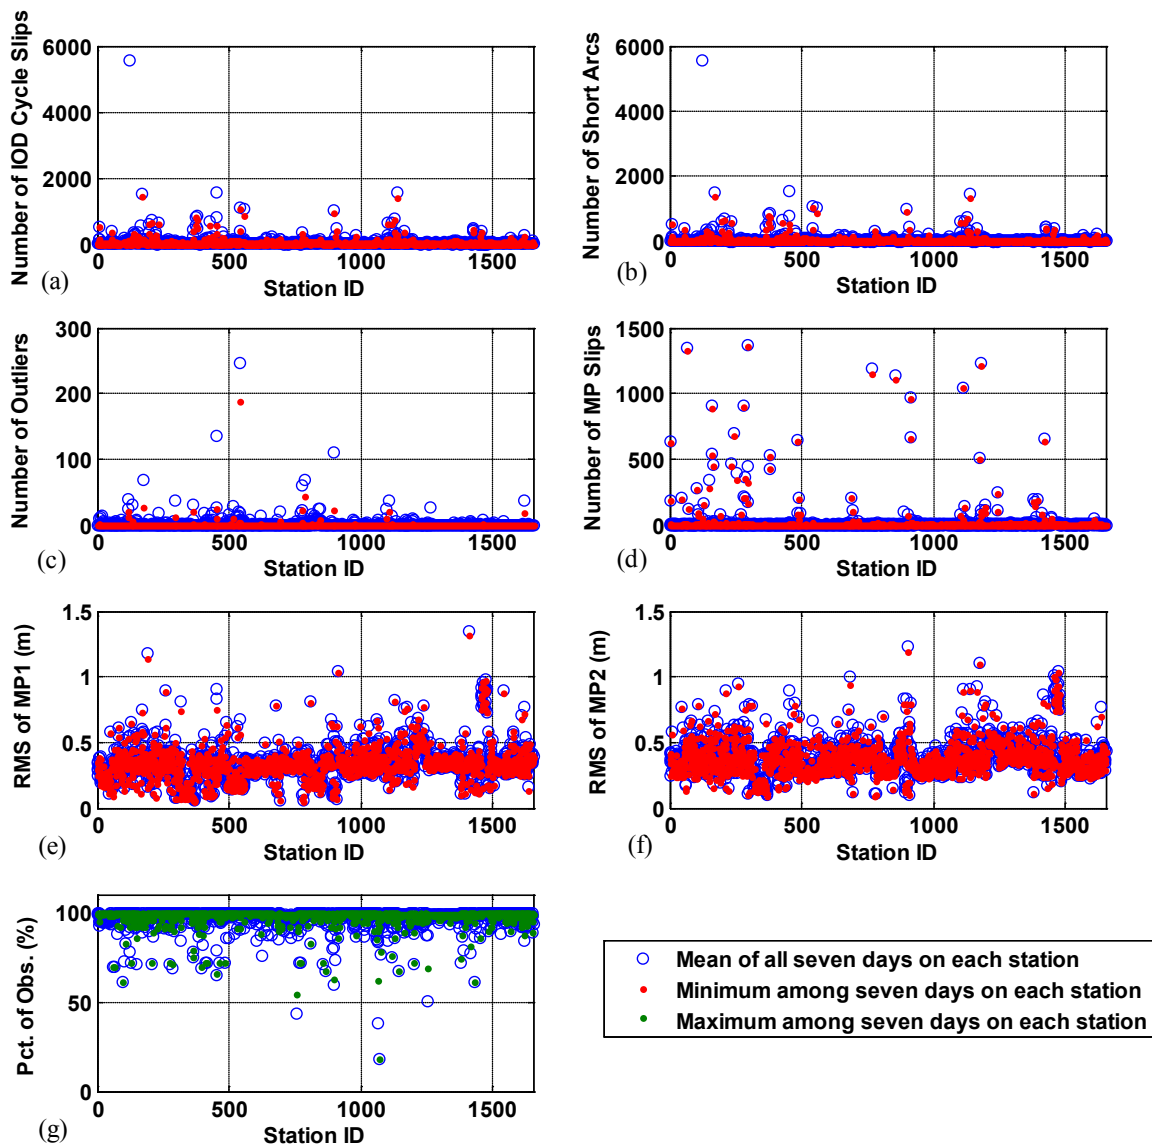 Number of IOD Cycle Slips
6000
4000
2000
0
0 500 1000 1500
Station ID
(a)
Number of Short Arcs
6000
4000
2000
0
0 500 1000 1500
Station ID
(b)
Number of Outliers
300
200
100
0
0 500 1000 1500
Station ID
(c)
Number of MP Slips
1500
1000
500
0
0 500 1000 1500
Station ID
(d)
RMS of MP1 (m)
1.5
1
0.5
0
0 500 1000 1500
Station ID
(e)
RMS of MP2 (m)
1.5
1
0.5
0
0 500 1000 1500
Station ID
(f)
Pct. of Obs. (%)
100
50
0
0 500 1000 1500
Station ID
(g)
Mean of all seven days on each station
Minimum among seven days on each station
Maximum among seven days on each station